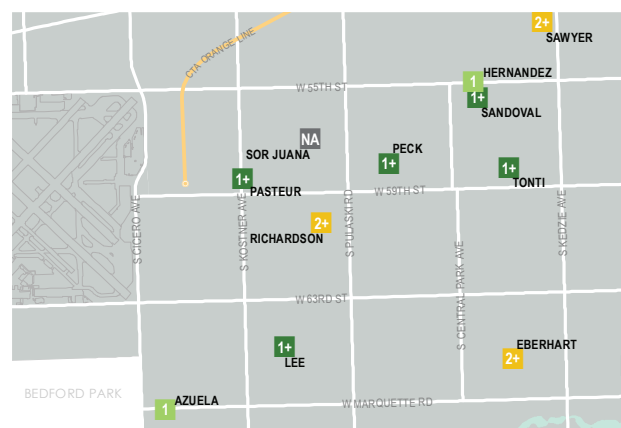 2+
SAWYER
CTA ORANGE LINE
HERNANDEZ
1
W 55TH ST
1+
SANDOVAL
NA
SOR JUANA
PECK
1+
1+
TONTI
1+
PASTEUR
W 59TH ST
S CICERO AVE
S KOSTNER AVE
S PULASKI RD
S KEDZIE AVE
2+
RICHARDSON
S CENTRAL PARK AVE
W 63RD ST
1+
LEE
EBERHART
2+
BEDFORD PARK
AZUELA
1
W MARQUETTE RD